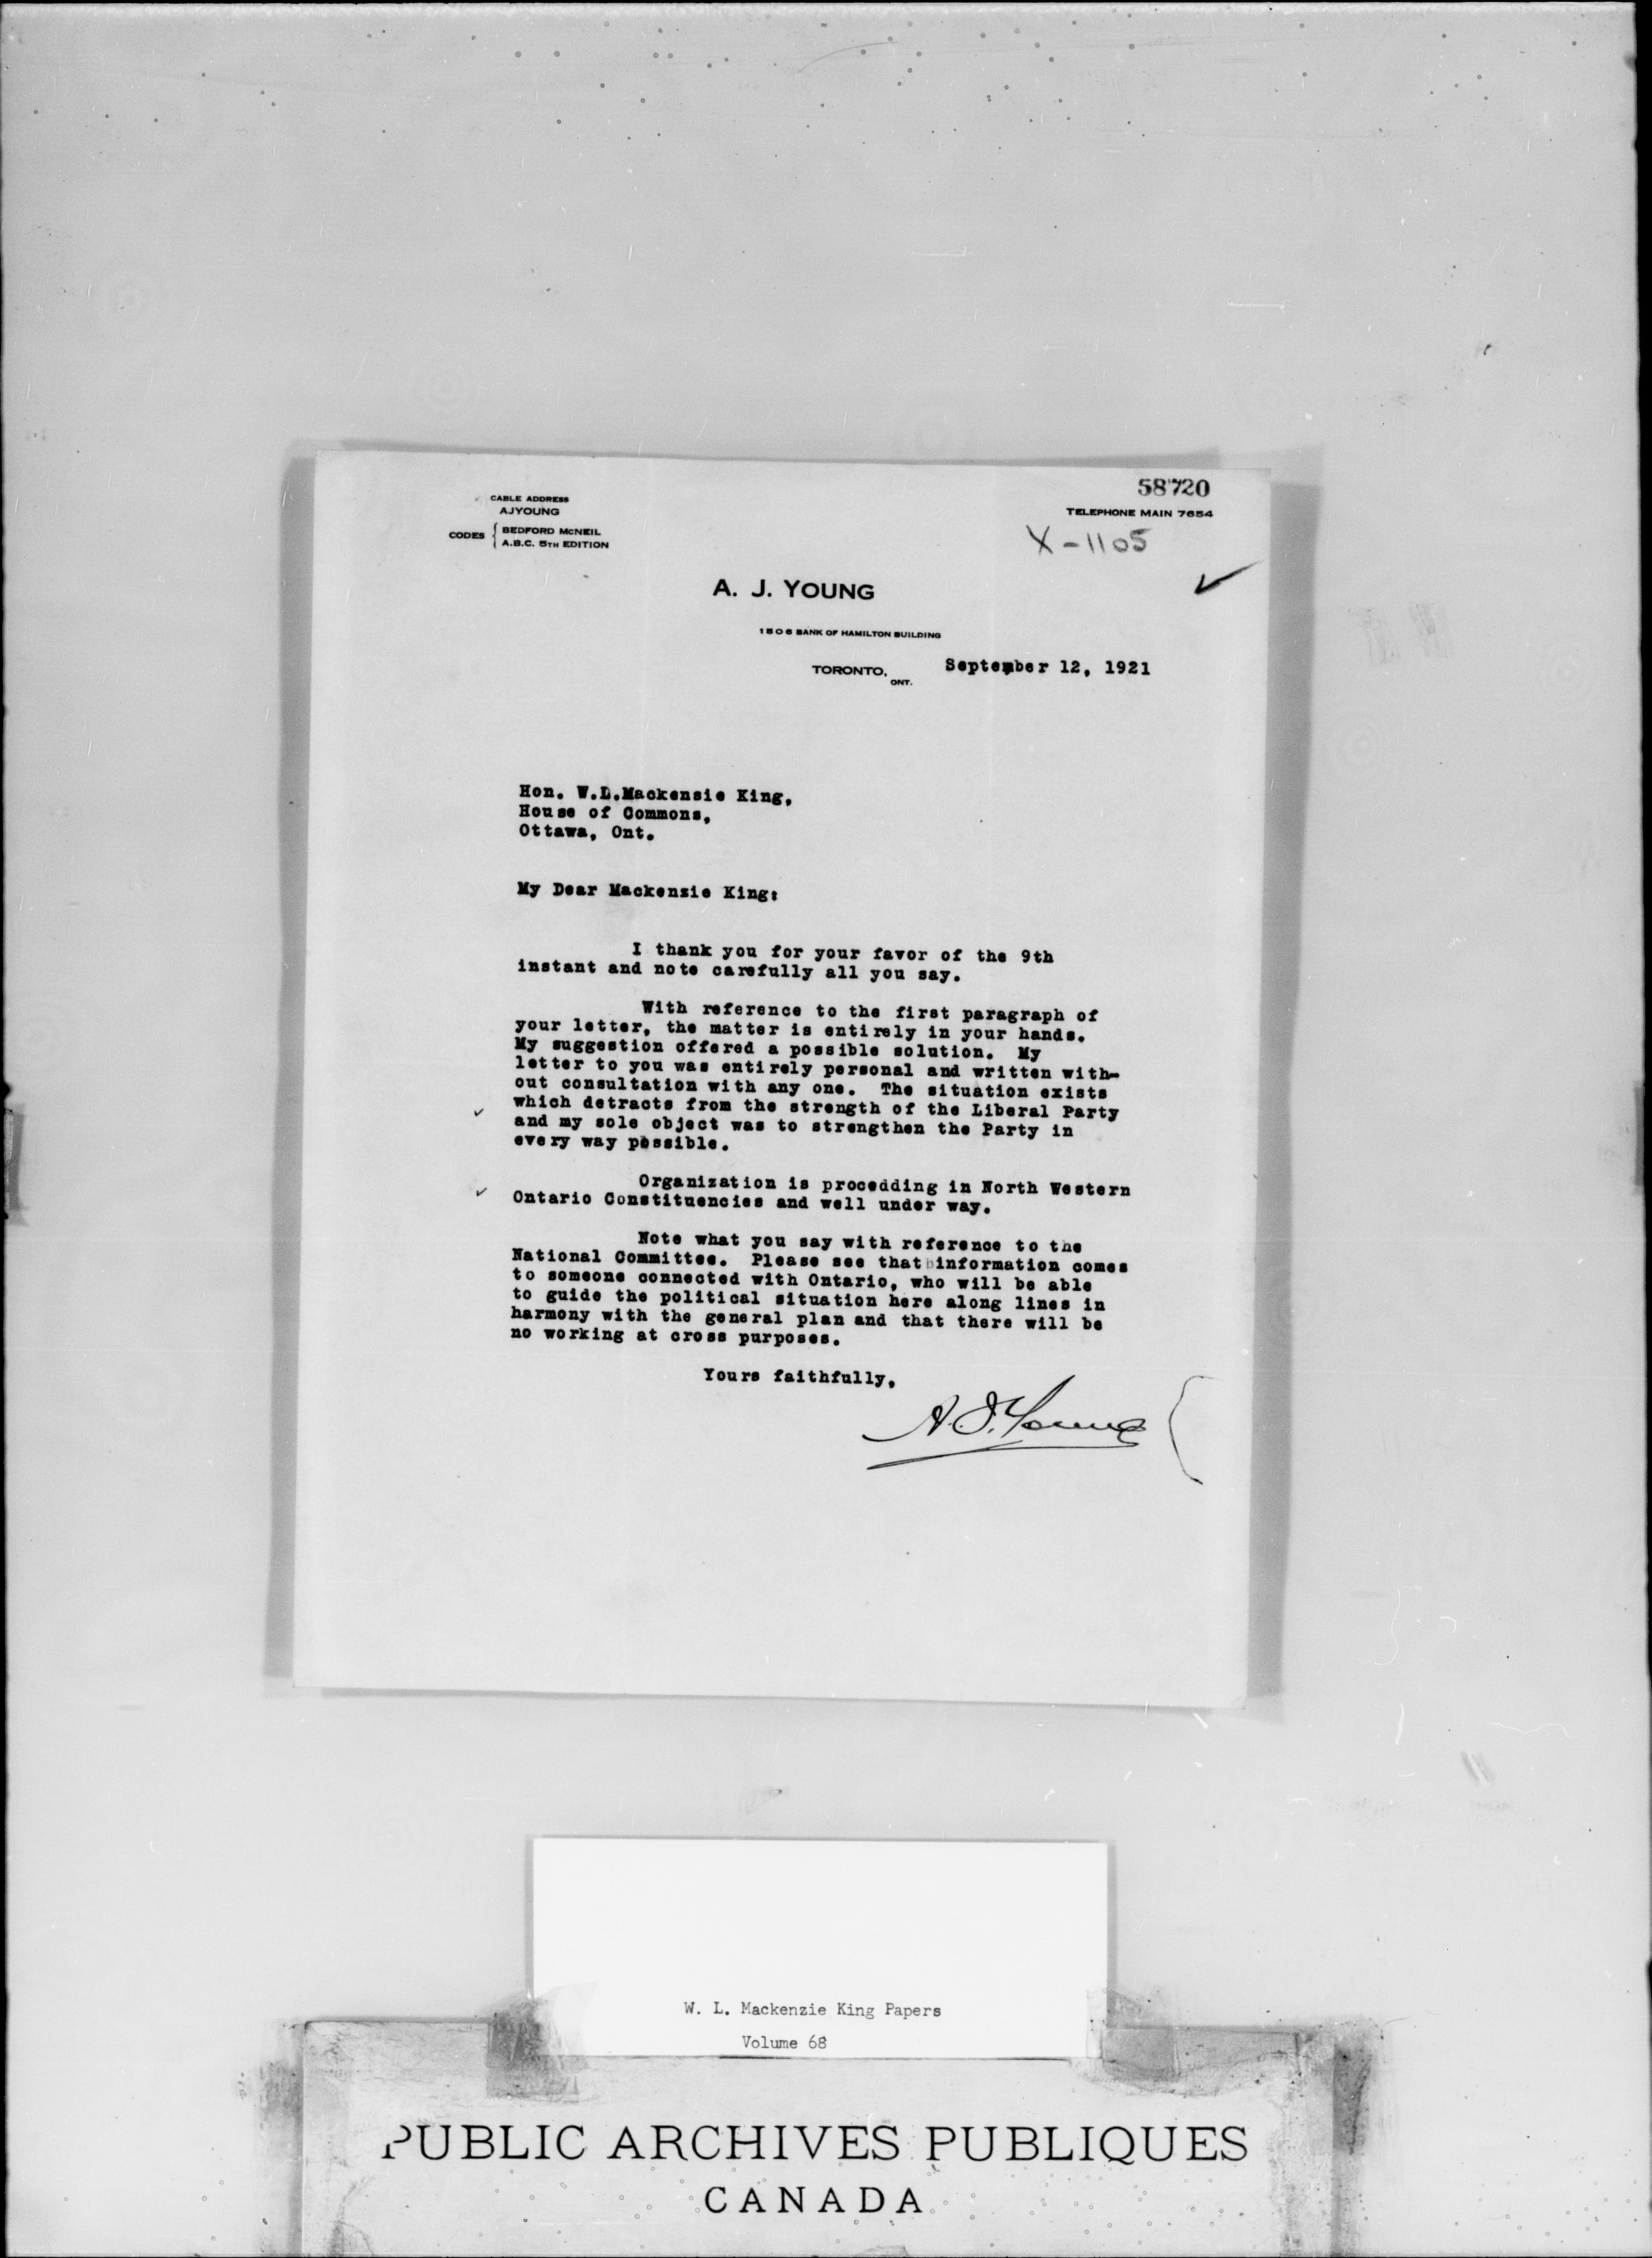 58720
CABLE ADDRESS
AJYOUNG
CODES { BEDFORD McNEIL
A.B.C. 5TH EDITION
TELEPHONE MAIN 7654
X-1105
A. J. YOUNG
1506 BANK OF HAMILTON BUILDING
TORONTO, ONT. September 12, 1921
Hon. W.L.Mackensie King,
House of Commons,
Ottawa, Ont.
My Dear Mackenzie King:
I thank you for your favor of the 9th
instant and note carefully all you say.
With reference to the first paragraph of
your letter, the matter is entirely in your hands.
My suggestion offered a possible solution. My
letter to you was entirely personal and written with-
out consultation with any one. The situation exists
which detracts from the strength of the Liberal Party
and my sole object was to strengthen the Party in
every way possible.
Organization is procedding in North Western
Ontario Constituencies and well under way.
Note what you say with reference to the
National Committee. Please see that information comes
to someone connected with Ontario, who will be able
to guide the political situation here along lines in
harmony with the general plan and that there will be
no working at cross purposes.
Yours faithfully,
A. J. Young
W. L. Mackenzie King Papers
Volume 68
PUBLIC ARCHIVES PUBLIQUES
CANADA